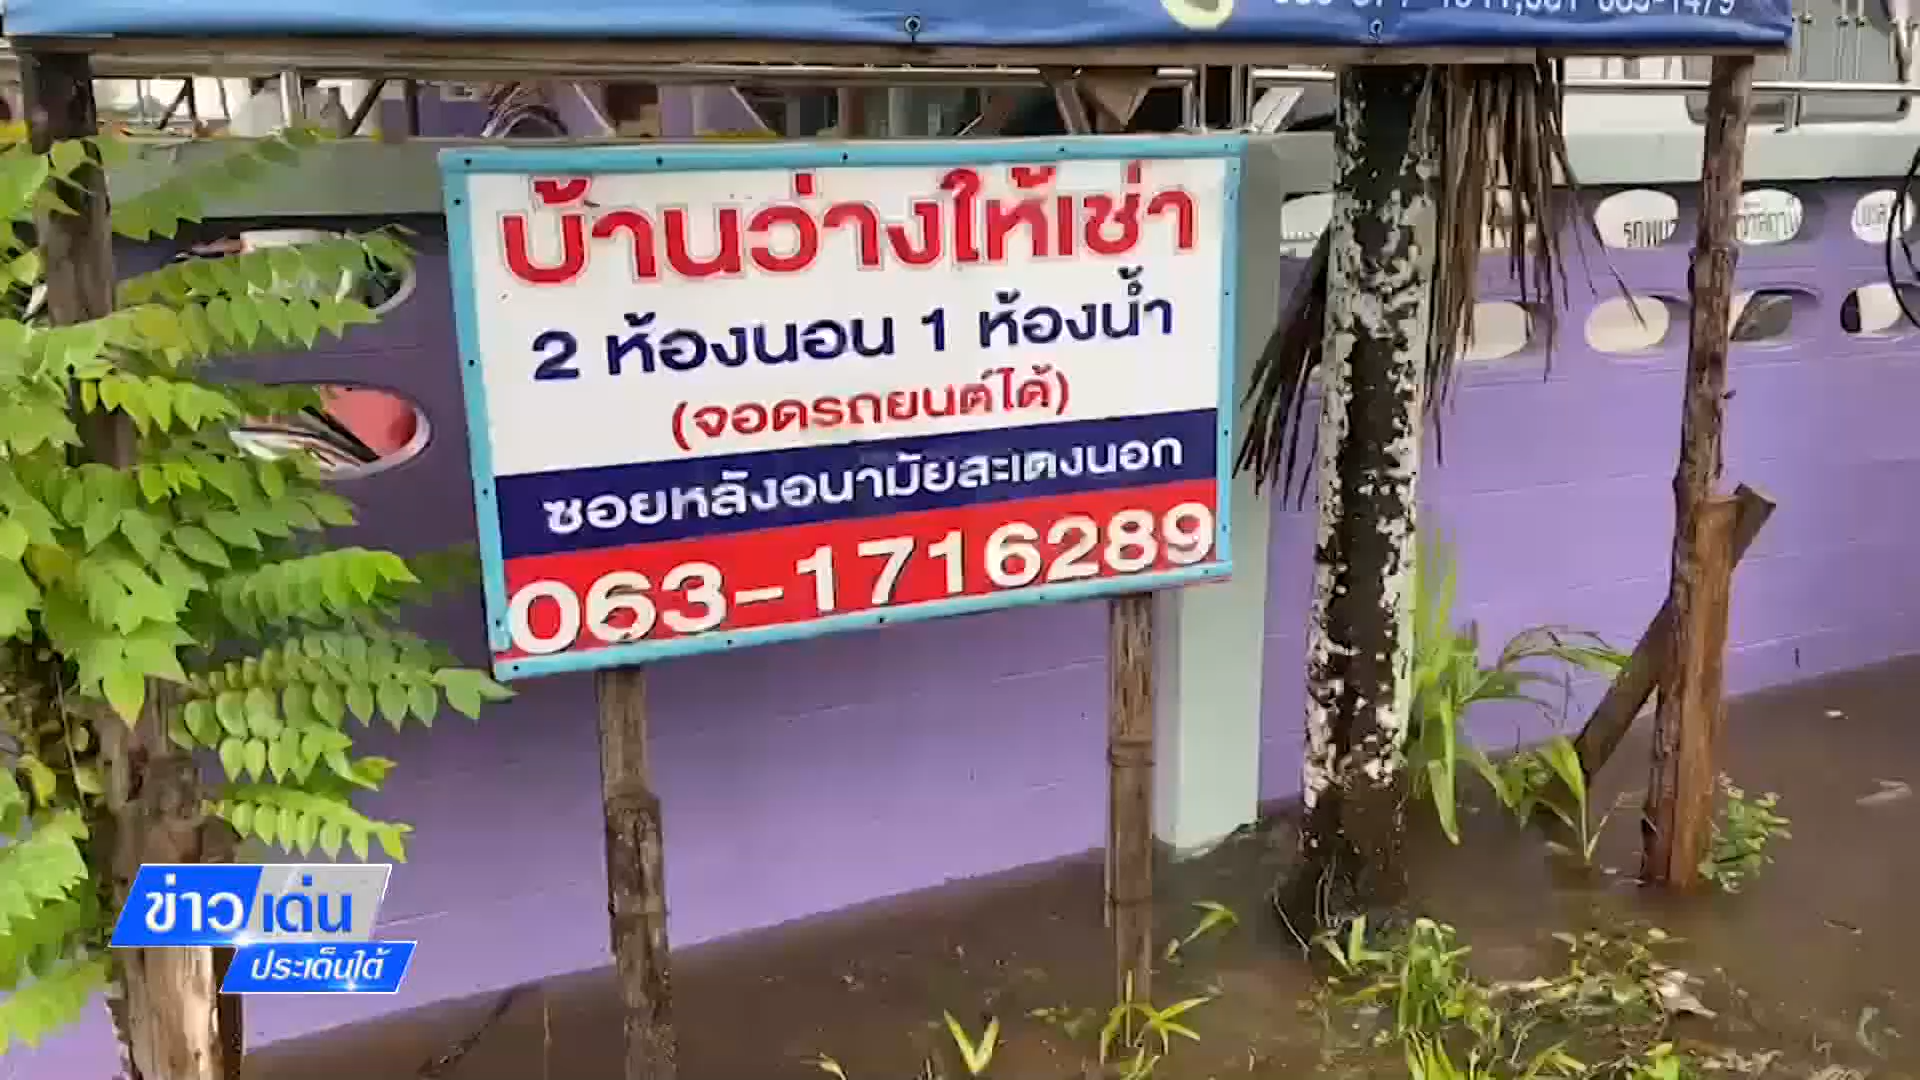 บ้านว่างให้เช่า
2 ห้องนอน 1 ห้องน้ำ
(จอดรถยนต์ได้)
ซอยหลังอนามัยสะเตงนอก
063-1716289
ข่าวเด่น
ประเด็นใต้